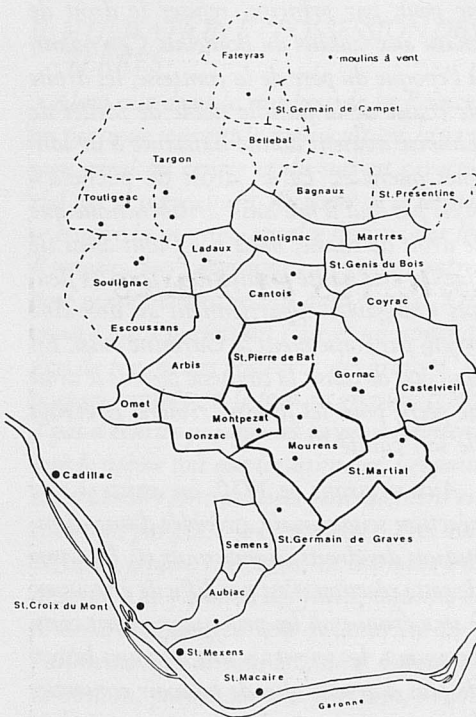 Fateyras
moulins à vent
St.Germain de Campet
Bellebat
Targon
Bagnaux
St.Présentine
Toutigeac
Montignac
Martres
Ladaux
St.Genis du Bois
Soulignac
Cantois
Coyrac
Escoussans
St.Pierre de Bat
Arbis
Gornac
Castelvieil
Omet
Montpezat
Donzac
Mourens
St.Martial
Cadillac
Semens
St.Germain de Graves
Aubiac
St.Croix du Mont
St.Mexens
St.Macaire
Garonne